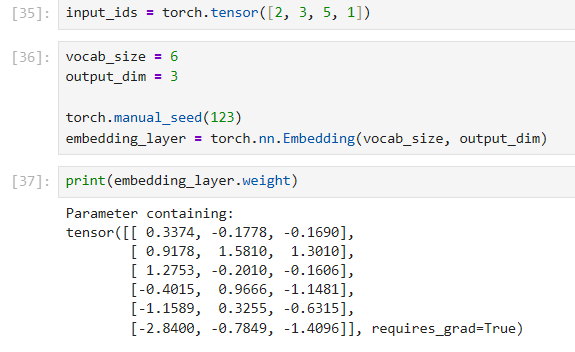 [35]: input_ids = torch.tensor([2, 3, 5, 1])
[36]: vocab_size = 6
output_dim = 3
torch.manual_seed(123)
embedding_layer = torch.nn.Embedding(vocab_size, output_dim)
[37]: print(embedding_layer.weight)
Parameter containing:
tensor([[ 0.3374, -0.1778, -0.1690],
[ 0.9178,  1.5810,  1.3010],
[ 1.2753, -0.2010, -0.1606],
[-0.4015,  0.9666, -1.1481],
[-1.1589,  0.3255, -0.6315],
[-2.8400, -0.7849, -1.4096]], requires_grad=True)